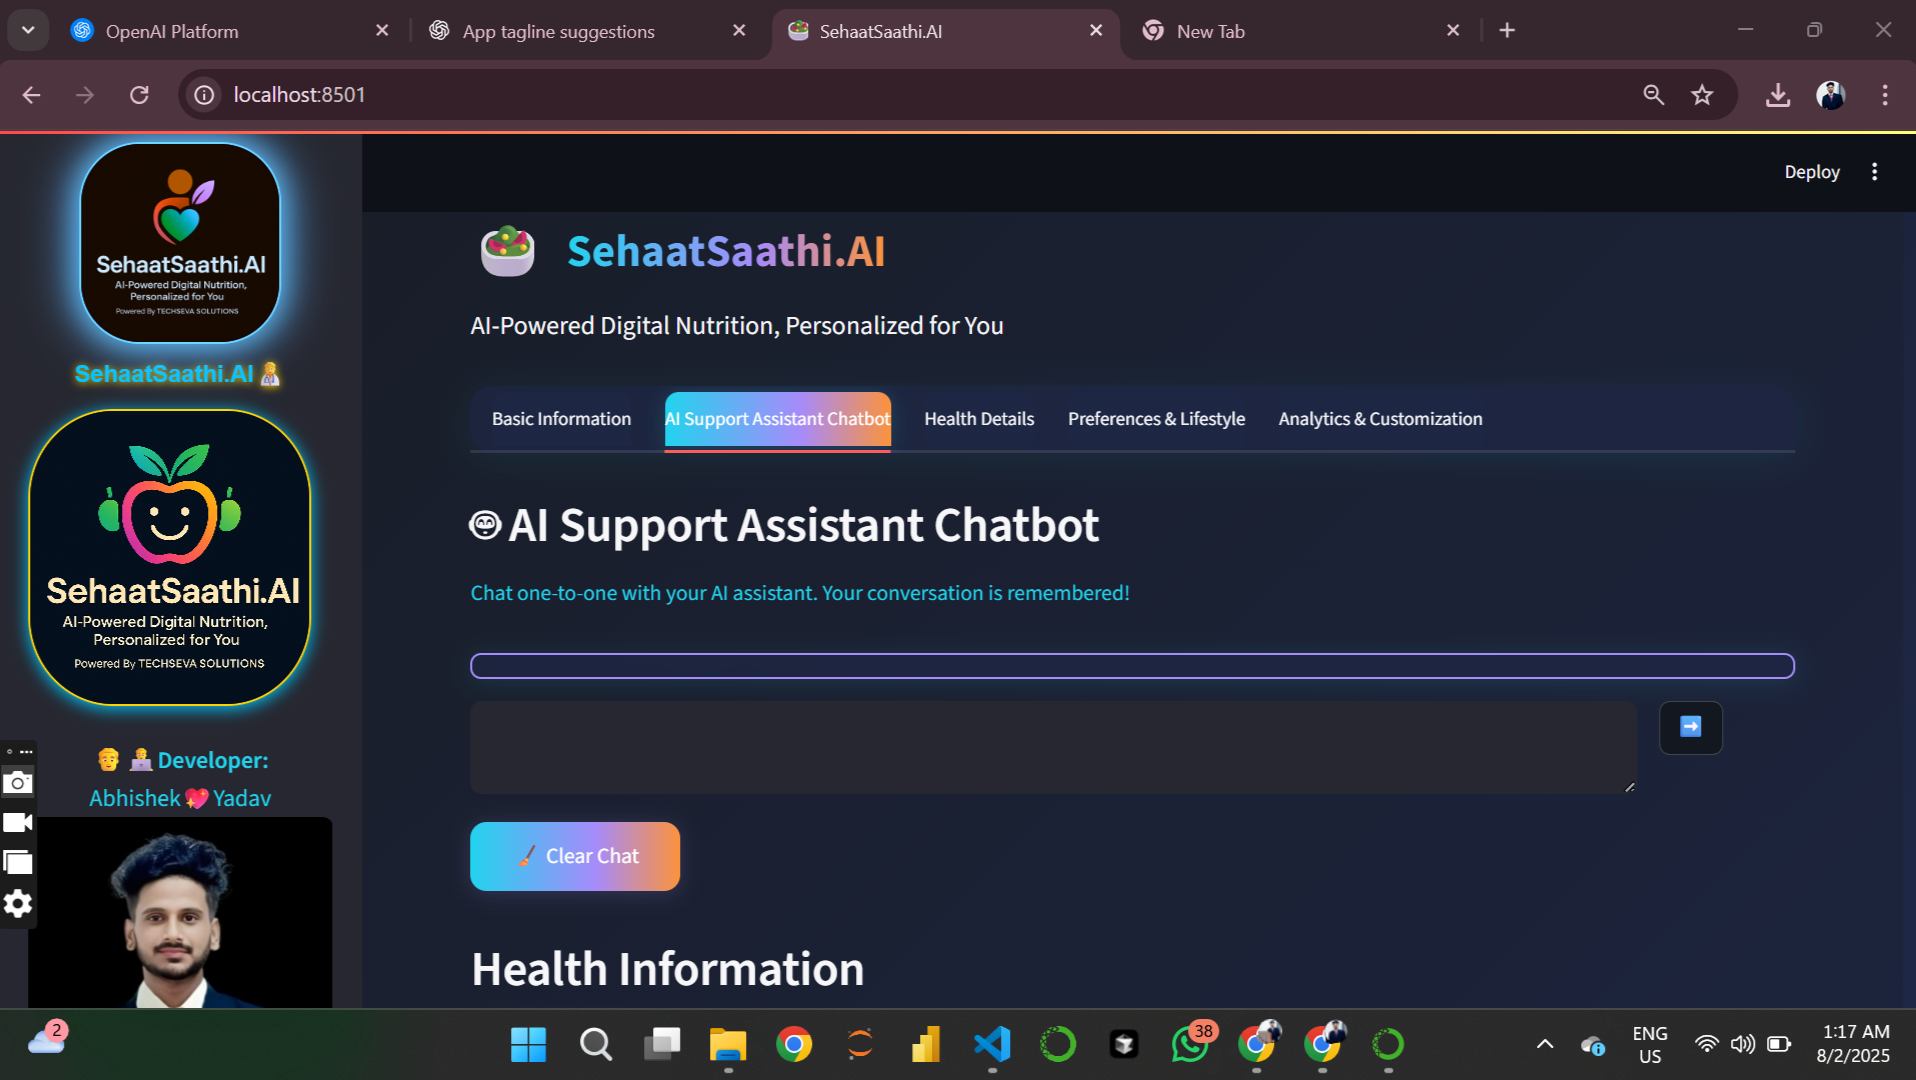 OpenAI Platform
App tagline suggestions
SehaatSaathi.AI
New Tab
localhost:8501
Deploy
SehaatSaathi.AI
AI-Powered Digital Nutrition,
Personalized for You
Powered By TECHSEVA SOLUTIONS
SehaatSaathi.AI
SehaatSaathi.AI
AI-Powered Digital Nutrition,
Personalized for You
Powered By TECHSEVA SOLUTIONS
Developer:
Abhishek💖Yadav
SehaatSaathi.AI
AI-Powered Digital Nutrition, Personalized for You
Basic Information
AI Support Assistant Chatbot
Health Details
Preferences & Lifestyle
Analytics & Customization
AI Support Assistant Chatbot
Chat one-to-one with your AI assistant. Your conversation is remembered!
Clear Chat
Health Information
2
38
ENG
US
1:17 AM
8/2/2025